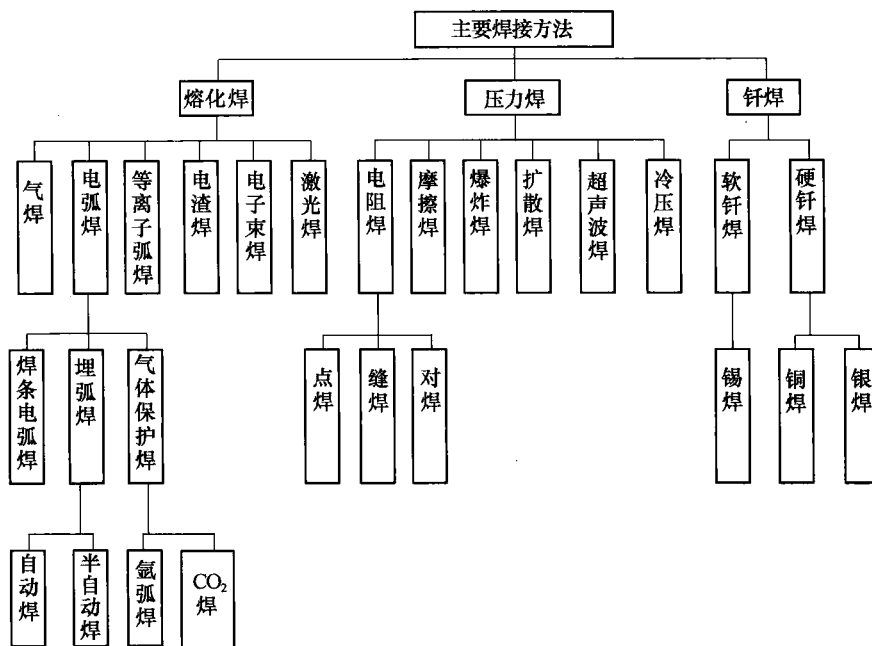 主要焊接方法
熔化焊
压力焊
钎焊
气焊
电弧焊
等离子弧焊
电渣焊
电子束焊
激光焊
电阻焊
摩擦焊
爆炸焊
扩散焊
超声波焊
冷压焊
软钎焊
硬钎焊
焊条电弧焊
埋弧焊
气体保护焊
点焊
缝焊
对焊
锡焊
铜焊
银焊
自动焊
半自动焊
氩弧焊
CO₂
焊